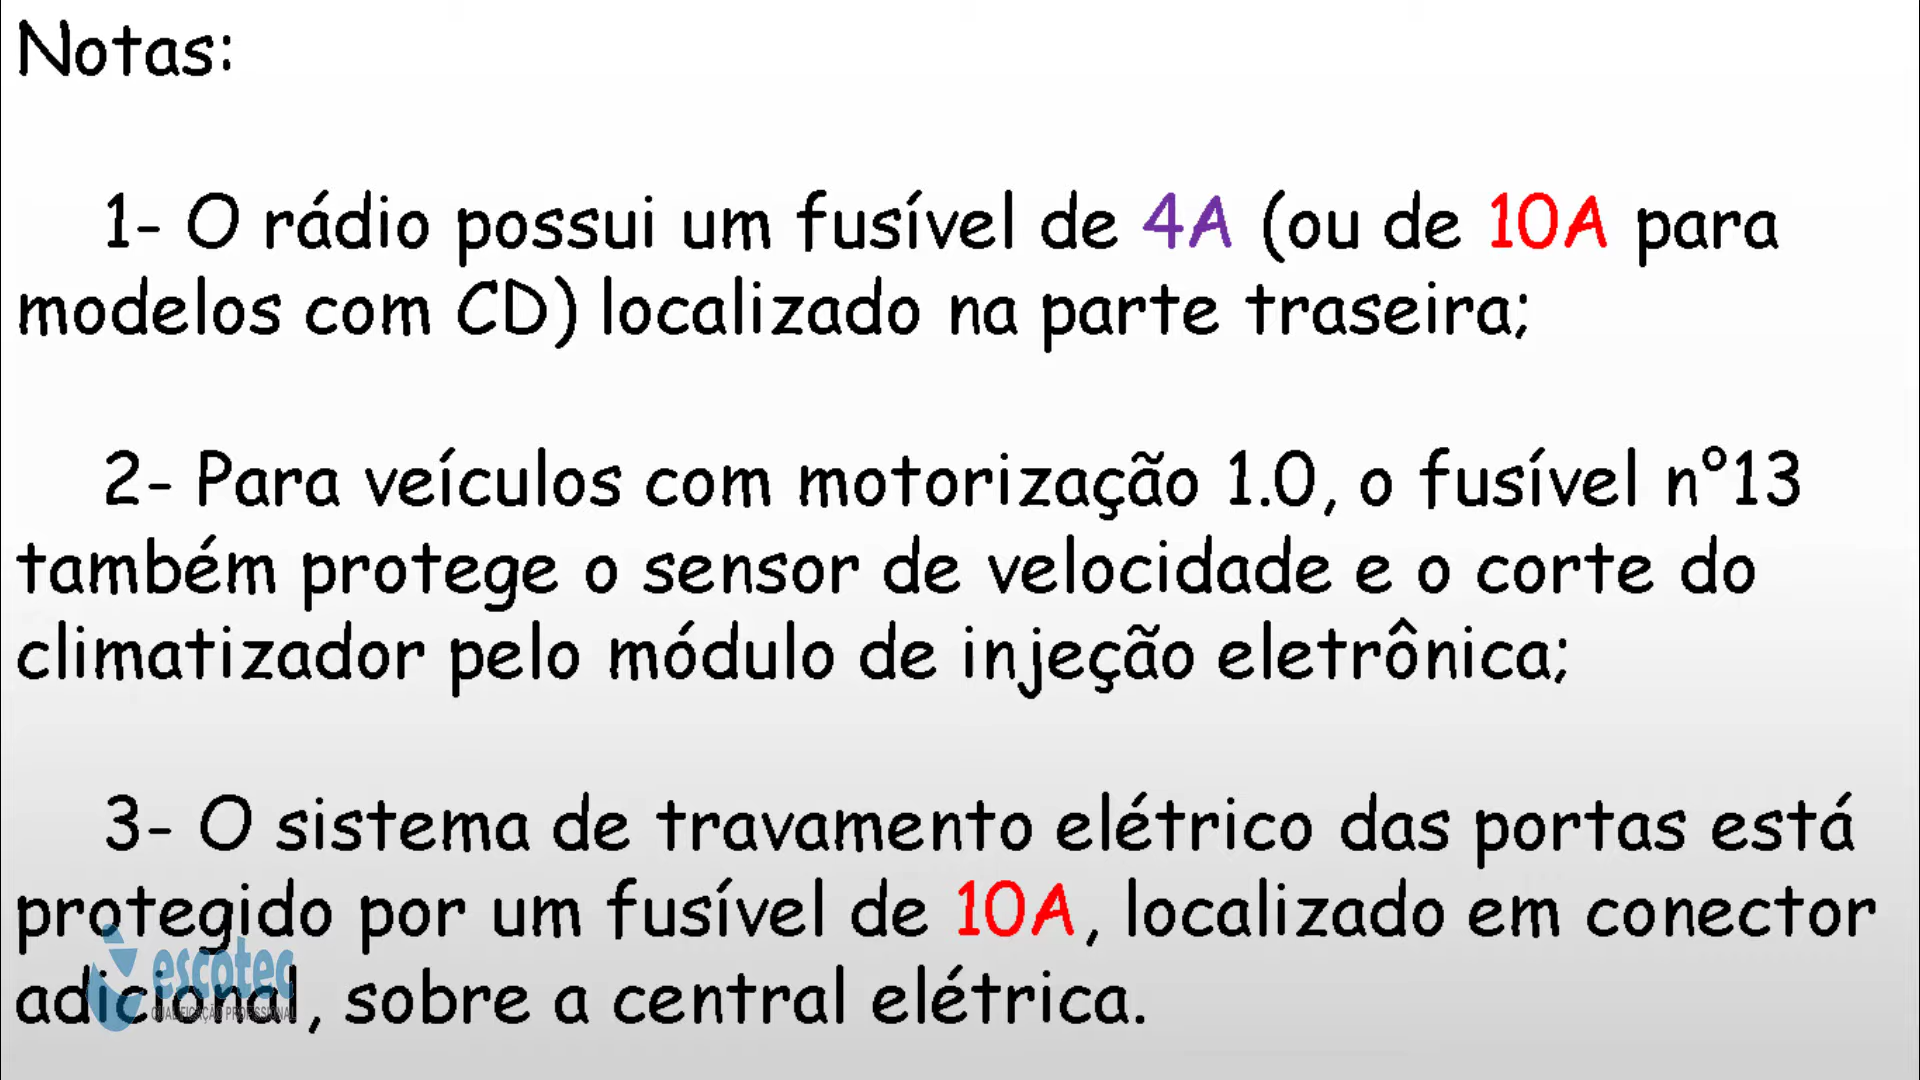 Notas:
1- O rádio possui um fusível de 4A (ou de 10A para
modelos com CD) localizado na parte traseira;
2- Para veículos com motorização 1.0, o fusível n°13
também protege o sensor de velocidade e o corte do
climatizador pelo módulo de injeção eletrônica;
3- O sistema de travamento elétrico das portas está
protegido por um fusível de 10A, localizado em conector
adicional, sobre a central elétrica.
escotec
QUALIFICAÇÃO PROFISSIONAL